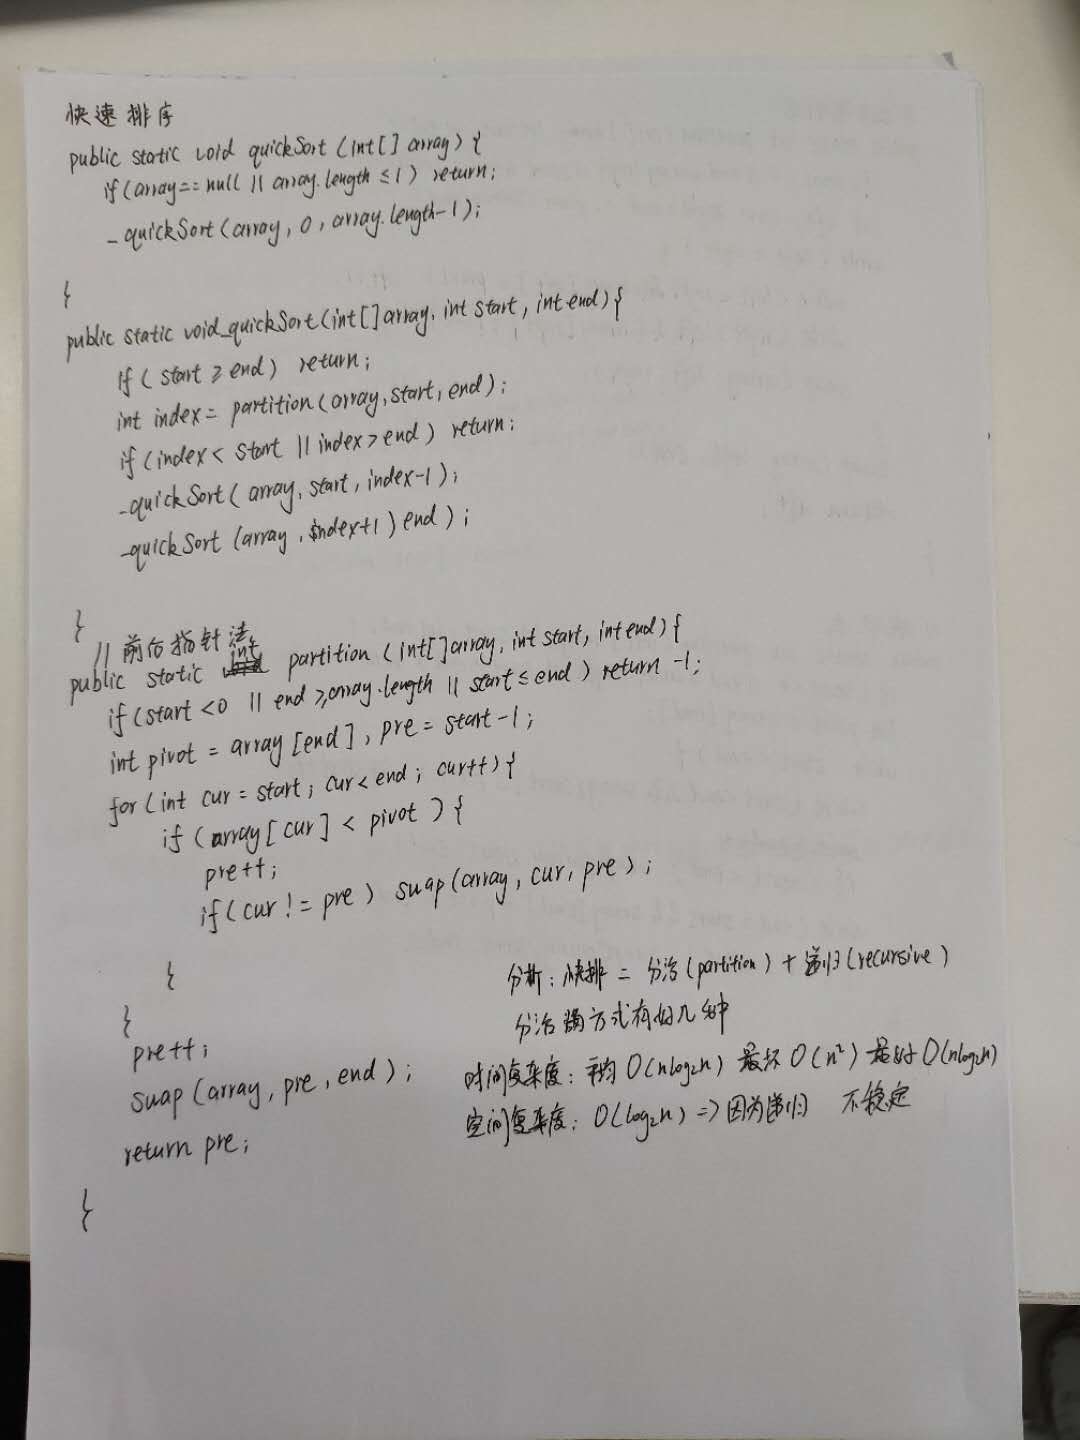 快速排序
public static void quickSort (int[] array) {
if(array==null || array.length ≤1) return;
_quickSort(array, 0, array.length-1);
}
public static void_quickSort(int[]array, int start, int end){
if( start ≥ end) return;
int index= partition(array,start, end);
if(index< start || index>end) return;
_quickSort( array, start, index-1);
_quickSort (array, index+1) end);
}
// 前后指针法
public static int partition (int[]array, int start, int end){
if(start <0 || end ≥array.length || start≤end) return -1;
int pivot = array[end], pre = start-1;
for(int cur = start; cur<end; cur++){
if (array[cur] < pivot ) {
pre++;
if(cur != pre) swap(array, cur, pre);
}
}
pre++;
swap(array, pre, end);
return pre;
}
分析: 快排 = 分治(partition) + 递归(recursive)
分治 方式有好几种
时间复杂度: 平均 O(nlog₂n) 最坏 O(n²) 最好 O(nlog₂n)
空间复杂度: O(log₂n) => 因为递归 不稳定